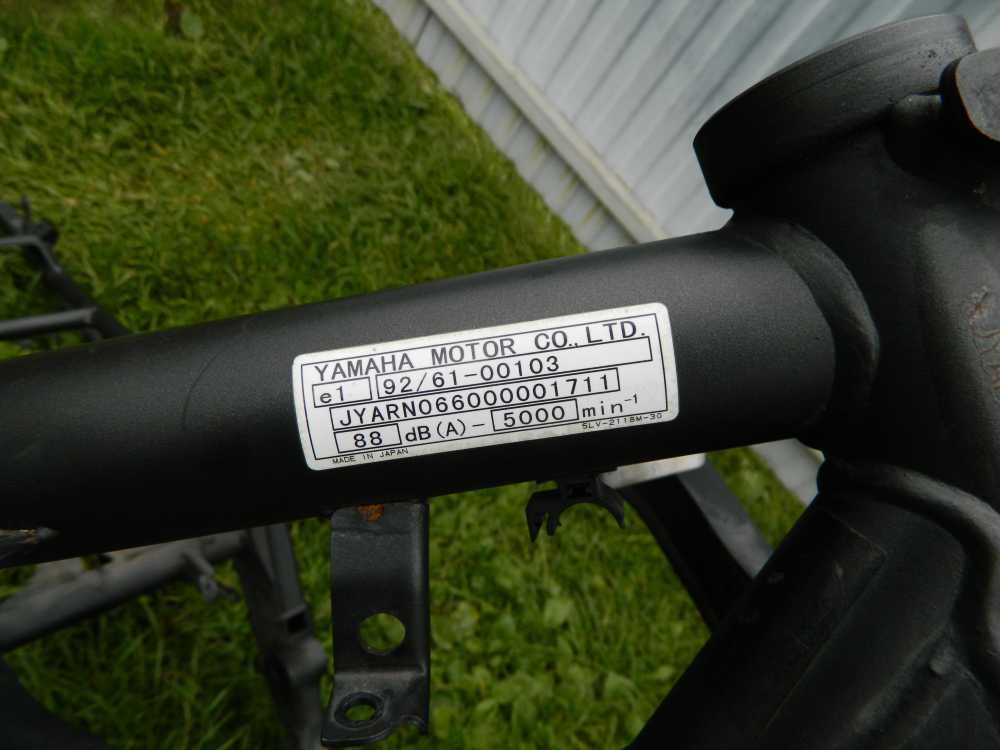 YAMAHA MOTOR CO., LTD.
e1 92/61-00103
JYARN066000001711
88 dB(A)- 5000 min-1
MADE IN JAPAN 5LV-2118M-30